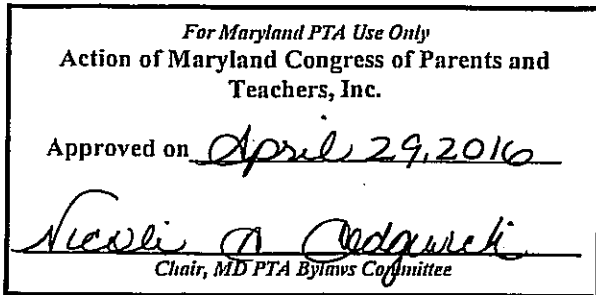 For Maryland PTA Use Only
Action of Maryland Congress of Parents and
Teachers, Inc.
Approved on April 29, 2016
Chair, MD PTA Bylaws Committee